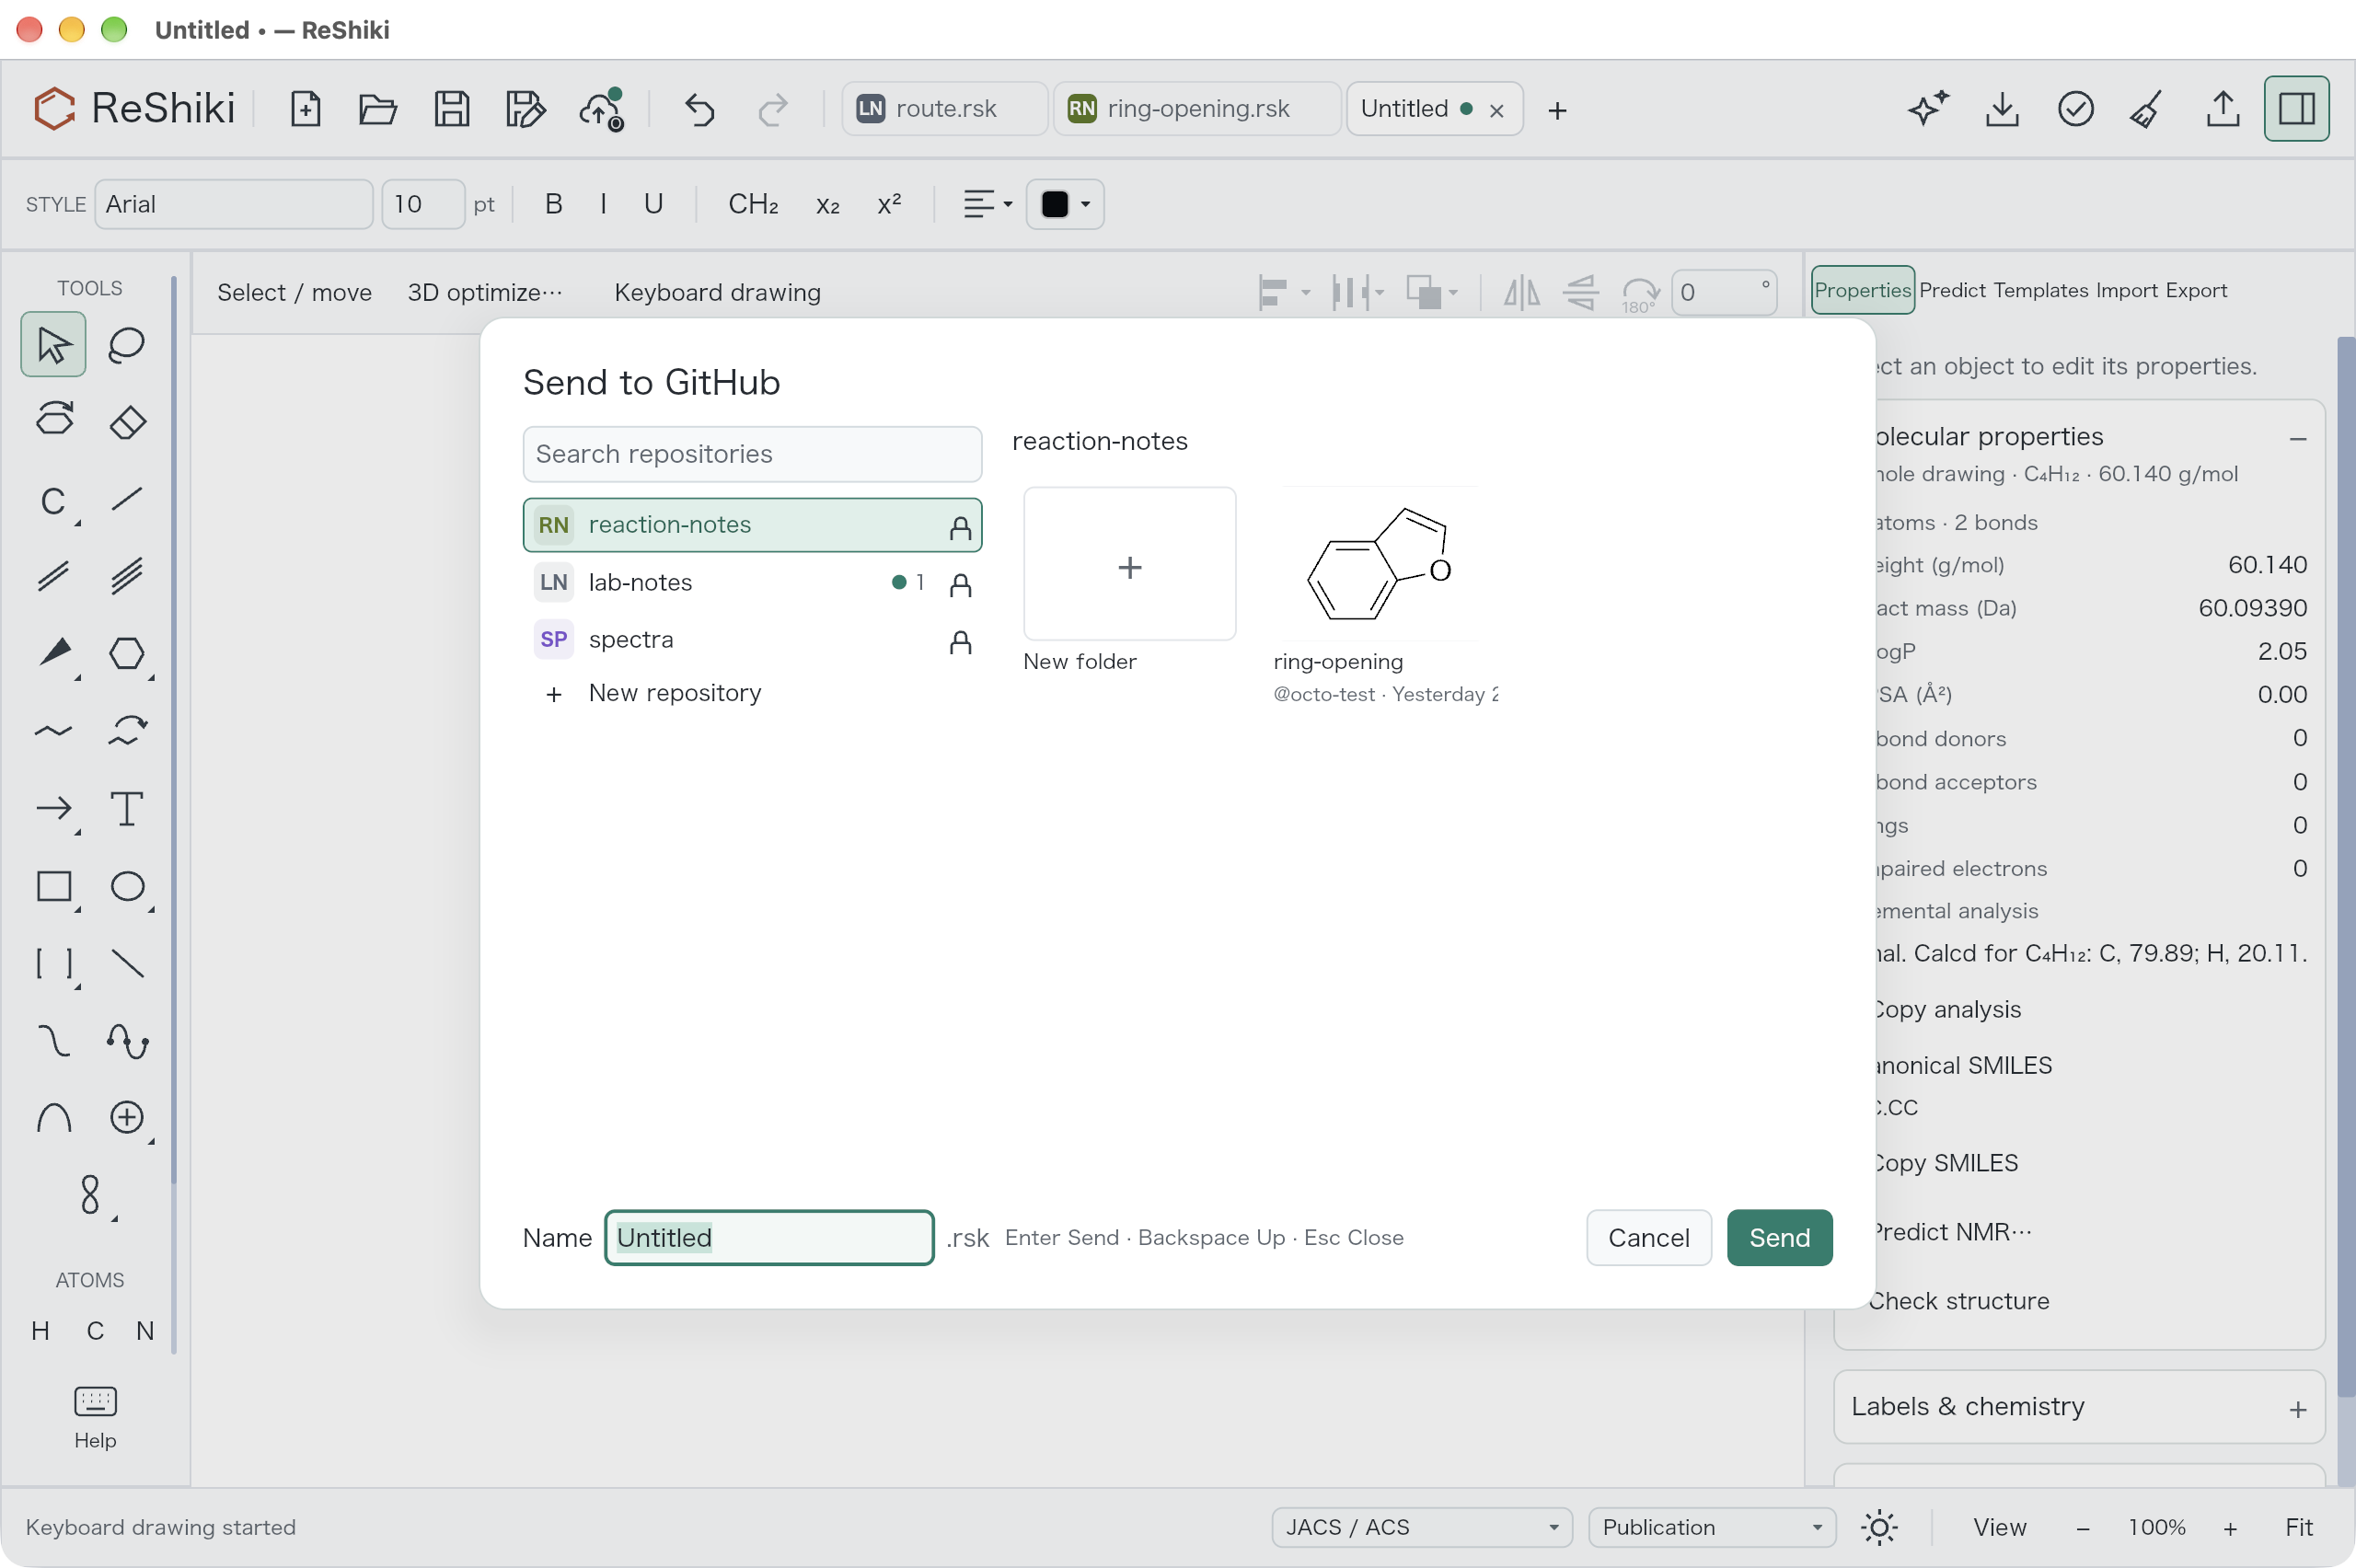 Untitled • — ReShiki
ReShiki
LN route.rsk
RN ring-opening.rsk
Untitled ● × +
STYLE Arial 10 pt B I U CH₂ x₂ x²
TOOLS
Select / move 3D optimize… Keyboard drawing
180°
0 °
Properties Predict Templates Import Export
Send to GitHub
Search repositories
RN reaction-notes
LN lab-notes 1
SP spectra
+ New repository
reaction-notes
+
New folder
O
ring-opening
@octo-test · Yesterday
Name Untitled .rsk Enter Send · Backspace Up · Esc Close
Cancel Send
ect an object to edit its properties.
olecular properties −
hole drawing · C₄H₁₂ · 60.140 g/mol
atoms · 2 bonds
eight (g/mol) 60.140
act mass (Da) 60.09390
ogP 2.05
SA (Å²) 0.00
bond donors 0
bond acceptors 0
ngs 0
npaired electrons 0
emental analysis
nal. Calcd for C₄H₁₂: C, 79.89; H, 20.11.
Copy analysis
anonical SMILES
C.CC
Copy SMILES
Predict NMR…
Check structure
Labels & chemistry +
C
T
[ ]
ATOMS
H C N
Help
Keyboard drawing started
JACS / ACS
Publication
View − 100% + Fit